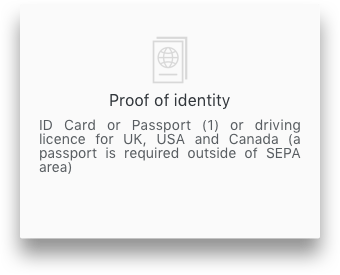 Proof of identity
ID Card or Passport (1) or driving
licence for UK, USA and Canada (a
passport is required outside of SEPA
area)